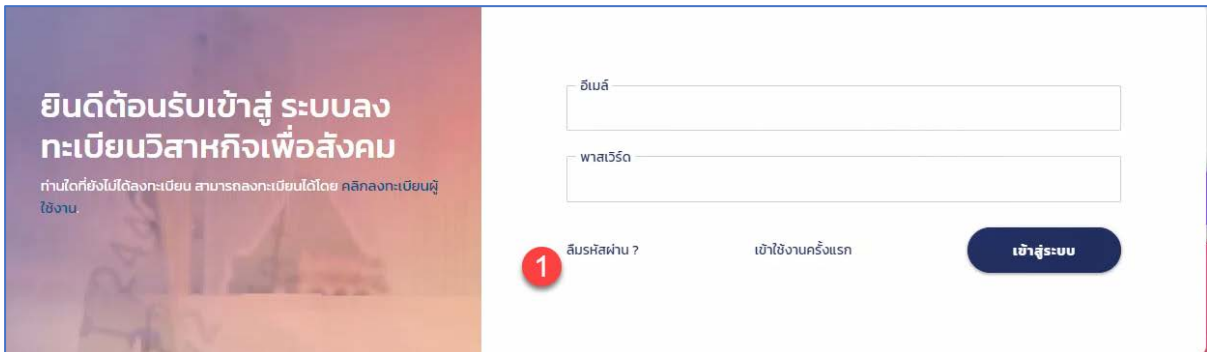 ยินดีต้อนรับเข้าสู่ ระบบลง
ทะเบียนวิสาหกิจเพื่อสังคม
ท่านใดที่ยังไม่ได้ลงทะเบียน สามารถลงทะเบียนได้โดย คลิกลงทะเบียนผู้
ใช้งาน.
อีเมล์
พาสเวิร์ด
1
ลืมรหัสผ่าน ?
เข้าใช้งานครั้งแรก
เข้าสู่ระบบ